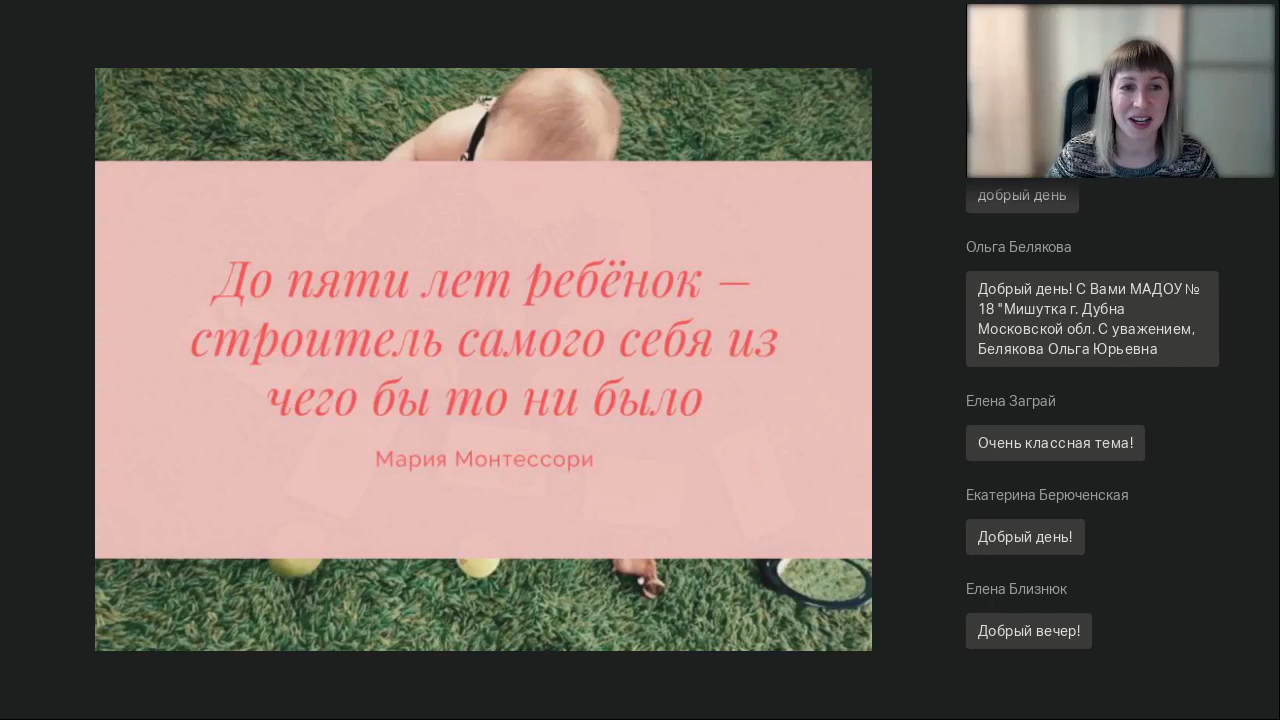 До пяти лет ребёнок –
строитель самого себя из
чего бы то ни было
Мария Монтессори
добрый день
Ольга Белякова
Добрый день! С Вами МАДОУ №
18 "Мишутка г. Дубна
Московской обл. С уважением,
Белякова Ольга Юрьевна
Елена Заграй
Очень классная тема!
Екатерина Берюченская
Добрый день!
Елена Близнюк
Добрый вечер!